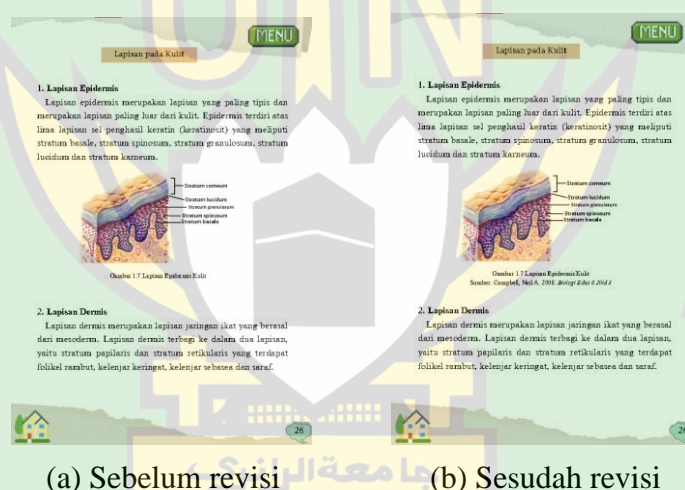 MENU
Lapisan pada Kulit
1. Lapisan Epidermis
Lapisan epidermis merupakan lapisan yang paling tipis dan
merupakan lapisan paling luar dari kulit. Epidermis terdiri atas
lima lapisan sel penghasil keratin (keratinosit) yang meliputi
stratum basale, stratum spinosum, stratum granulosum, stratum
lucidum dan stratum karneum.
Stratum corneum
Stratum lucidum
Stratum granulosum
Stratum spinosum
Stratum basale
Gambar 1.7 Lapisan Epidermis Kulit
2. Lapisan Dermis
Lapisan dermis merupakan lapisan jaringan ikat yang berasal
dari mesoderm. Lapisan dermis terbagi ke dalam dua lapisan,
yaitu stratum papilaris dan stratum retikularis yang terdapat
folikel rambut, kelenjar keringat, kelenjar sebasea dan saraf.
26
(a) Sebelum revisi
MENU
Lapisan pada Kulit
1. Lapisan Epidermis
Lapisan epidermis merupakan lapisan yang paling tipis dan
merupakan lapisan paling luar dari kulit. Epidermis terdiri atas
lima lapisan sel penghasil keratin (keratinosit) yang meliputi
stratum basale, stratum spinosum, stratum granulosum, stratum
lucidum dan stratum karneum.
Stratum corneum
Stratum lucidum
Stratum granulosum
Stratum spinosum
Stratum basale
Gambar 1.7 Lapisan Epidermis Kulit
Sumber: Campbell, Neil A. 2008. Biologi Edisi 8 Jilid 3
2. Lapisan Dermis
Lapisan dermis merupakan lapisan jaringan ikat yang berasal
dari mesoderm. Lapisan dermis terbagi ke dalam dua lapisan,
yaitu stratum papilaris dan stratum retikularis yang terdapat
folikel rambut, kelenjar keringat, kelenjar sebasea dan saraf.
(b) Sesudah revisi
جامعة الرانري